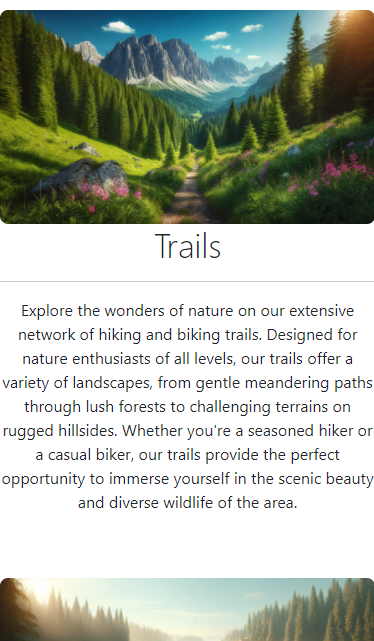 Trails
Explore the wonders of nature on our extensive
network of hiking and biking trails. Designed for
nature enthusiasts of all levels, our trails offer a
variety of landscapes, from gentle meandering paths
through lush forests to challenging terrains on
rugged hillsides. Whether you're a seasoned hiker or
a casual biker, our trails provide the perfect
opportunity to immerse yourself in the scenic beauty
and diverse wildlife of the area.